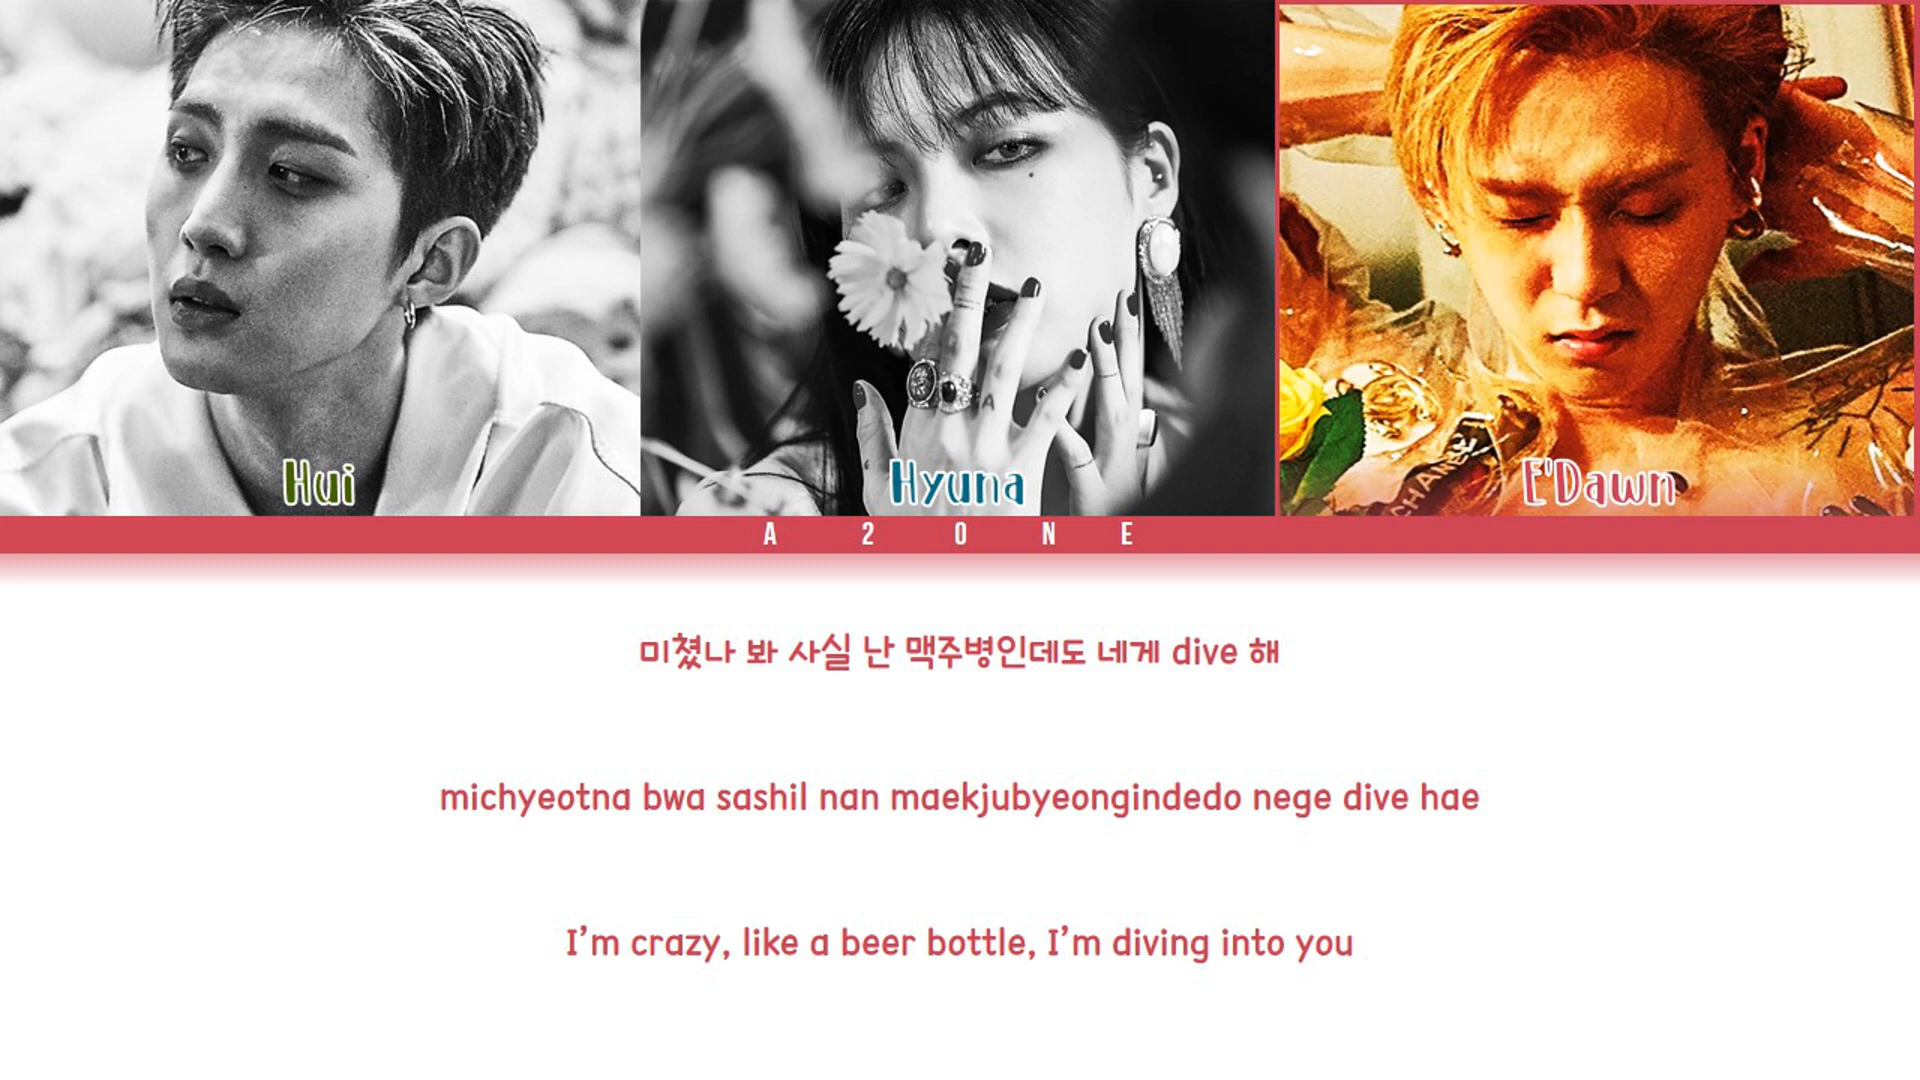 Hui
Hyuna
E'Dawn
CHANEL
A 2 O N E
미쳤나 봐 사실 난 맥주병인데도 네게 dive 해
michyeotna bwa sashil nan maekjubyeongindedo nege dive hae
I'm crazy, like a beer bottle, I'm diving into you